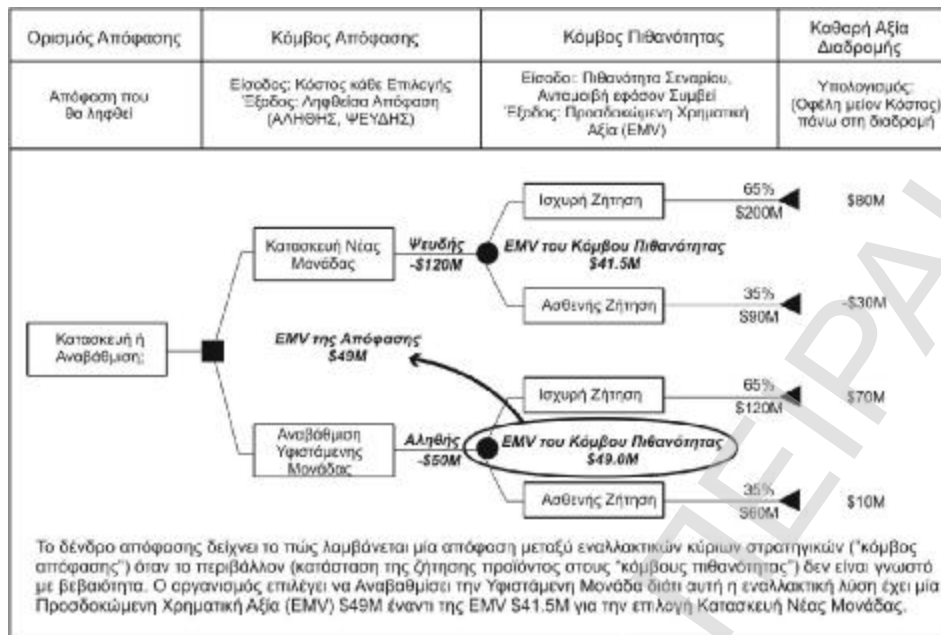 Ορισμός Απόφασης
Κόμβος Απόφασης
Κόμβος Πιθανότητας
Καθαρή Αξία
Διαδρομής
Απόφαση που
θα ληφθεί
Είσοδος: Κόστος κάθε Επιλογής
Έξοδος: Ληφθείσα Απόφαση
(ΑΛΗΘΗΣ, ΨΕΥΔΗΣ)
Είσοδοι: Πιθανότητα Σεναρίου,
Ανταμοιβή εφόσον Συμβεί
Έξοδος: Προσδοκώμενη Χρηματική
Αξία (EMV)
Υπολογισμός:
(Οφέλη μείον Κόστος)
πάνω στη διαδρομή
Κατασκευή ή
Αναβάθμιση;
Κατασκευή Νέας
Μονάδας
Ψευδής
-$120M
Ισχυρή Ζήτηση
65%
$200M
$80M
EMV του Κόμβου Πιθανότητας
$41.5M
Ασθενής Ζήτηση
35%
$90M
-$30M
EMV της Απόφασης
$49M
Αναβάθμιση
Υφιστάμενης
Μονάδας
Αληθής
-$50M
Ισχυρή Ζήτηση
65%
$120M
$70M
EMV του Κόμβου Πιθανότητας
$49.0M
Ασθενής Ζήτηση
35%
$60M
$10M
Το δένδρο απόφασης δείχνει το πώς λαμβάνεται μία απόφαση μεταξύ εναλλακτικών κύριων στρατηγικών ("κόμβος
απόφασης") όταν το περιβάλλον (κατάσταση της ζήτησης προϊόντος στους "κόμβους πιθανότητας") δεν είναι γνωστό
με βεβαιότητα. Ο οργανισμός επιλέγει να Αναβαθμίσει την Υφιστάμενη Μονάδα διότι αυτή η εναλλακτική λύση έχει μία
Προσδοκώμενη Χρηματική Αξία (EMV) $49M έναντι της EMV $41.5M για την επιλογή Κατασκευή Νέας Μονάδας.
ΠΕΙΡΑ